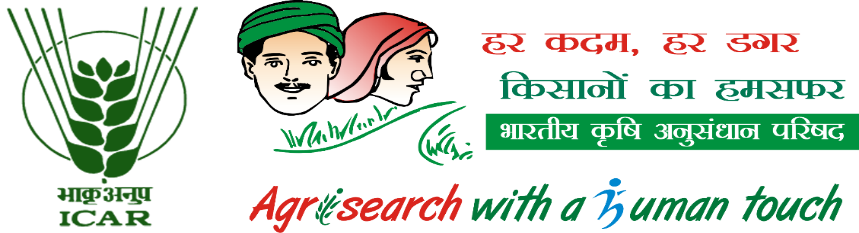 भाकृअनुप
ICAR
हर कदम, हर डगर
किसानों का हमसफर
भारतीय कृषि अनुसंधान परिषद
Agrisearch with a human touch